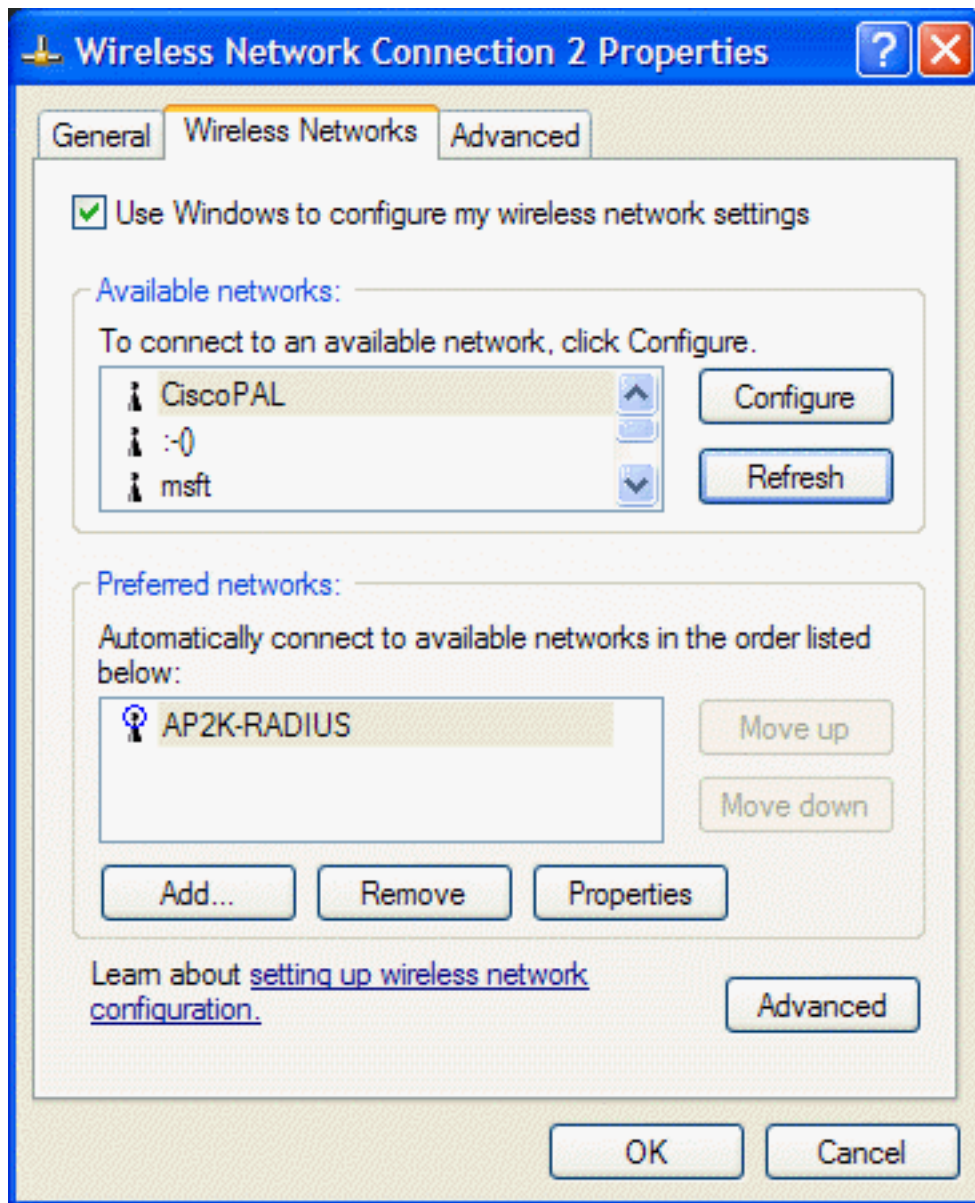 Wireless Network Connection 2 Properties
?
General Wireless Networks Advanced
Use Windows to configure my wireless network settings
Available networks:
To connect to an available network, click Configure.
CiscoPAL
:-()
msft
Configure
Refresh
Preferred networks:
Automatically connect to available networks in the order listed
below:
AP2K-RADIUS
Move up
Move down
Add...
Remove
Properties
Learn about setting up wireless network
configuration.
Advanced
OK
Cancel